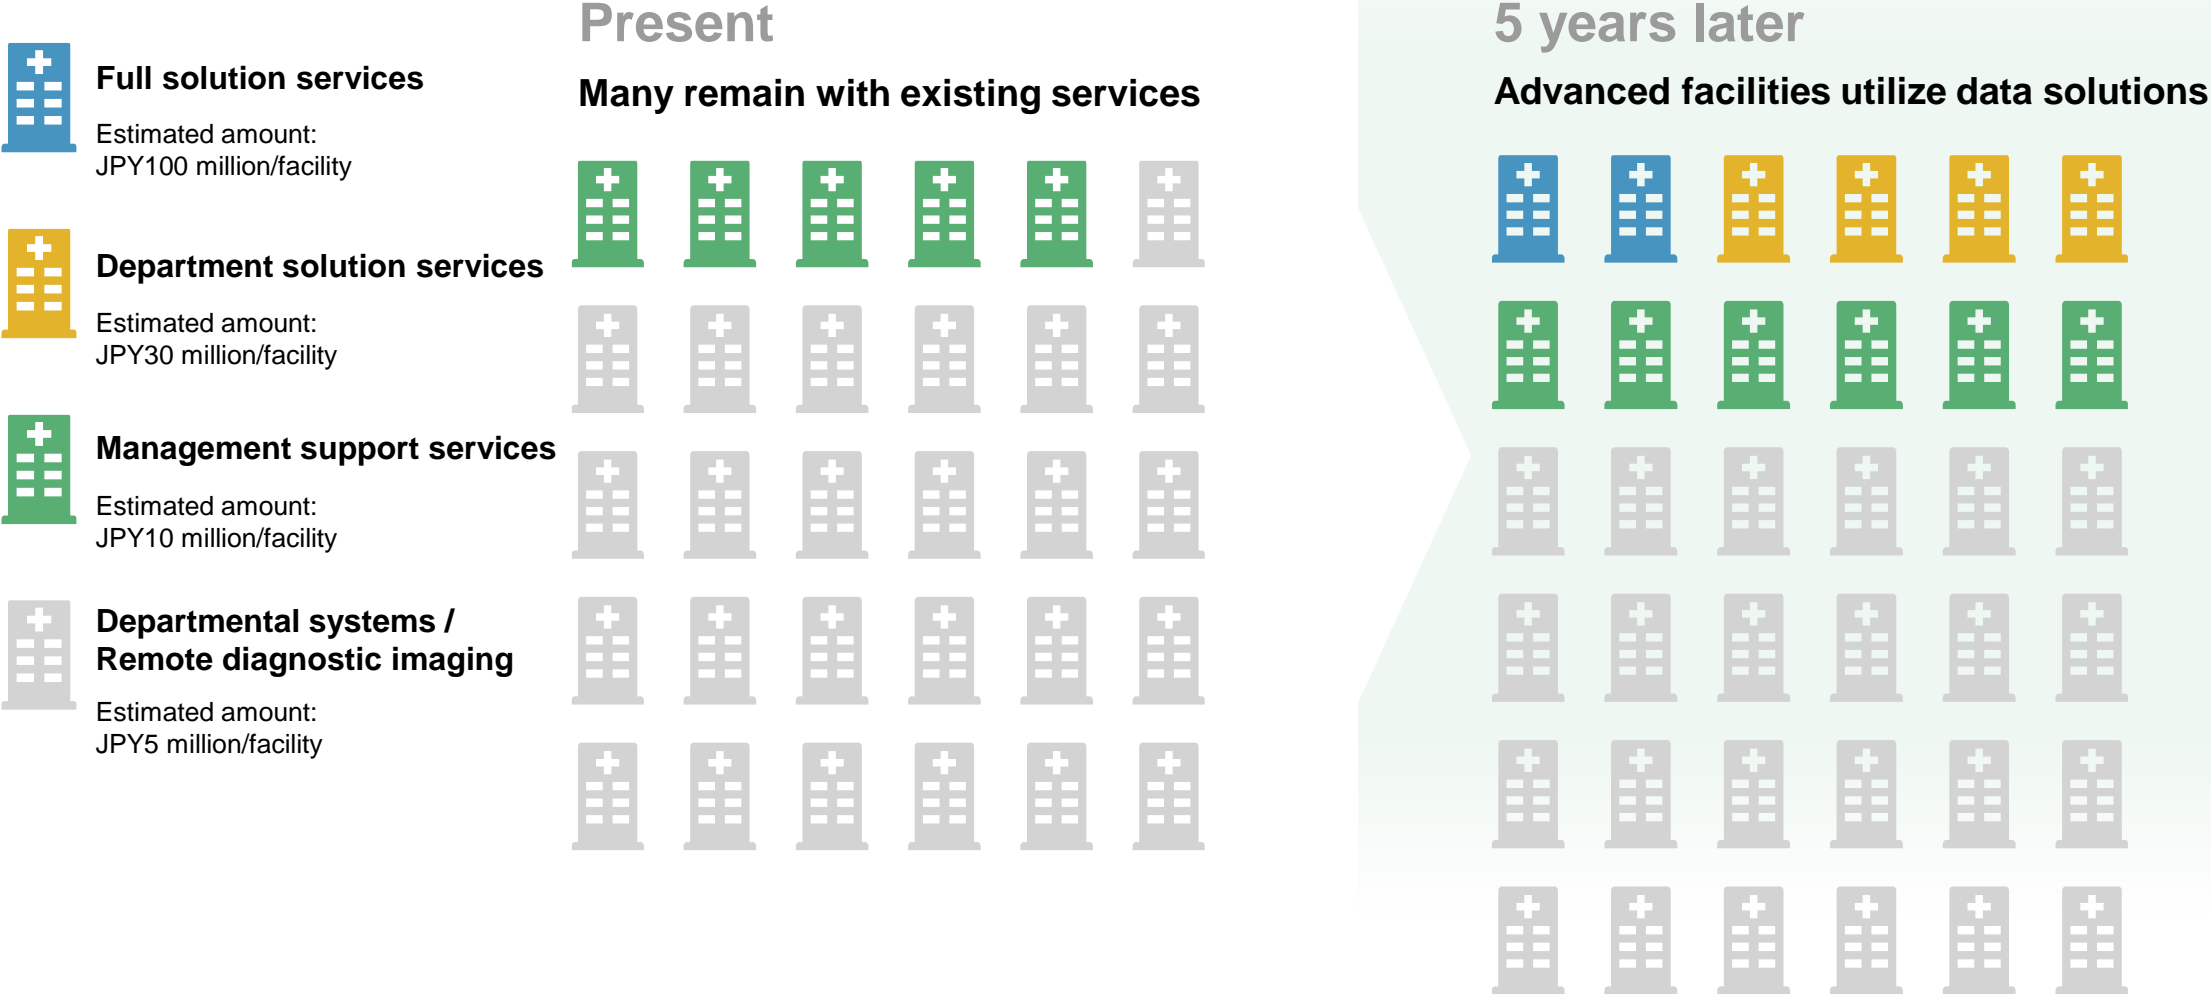 Present
5 years later
Full solution services
Estimated amount:
JPY100 million/facility
Many remain with existing services
Advanced facilities utilize data solutions
Department solution services
Estimated amount:
JPY30 million/facility
Management support services
Estimated amount:
JPY10 million/facility
Departmental systems /
Remote diagnostic imaging
Estimated amount:
JPY5 million/facility